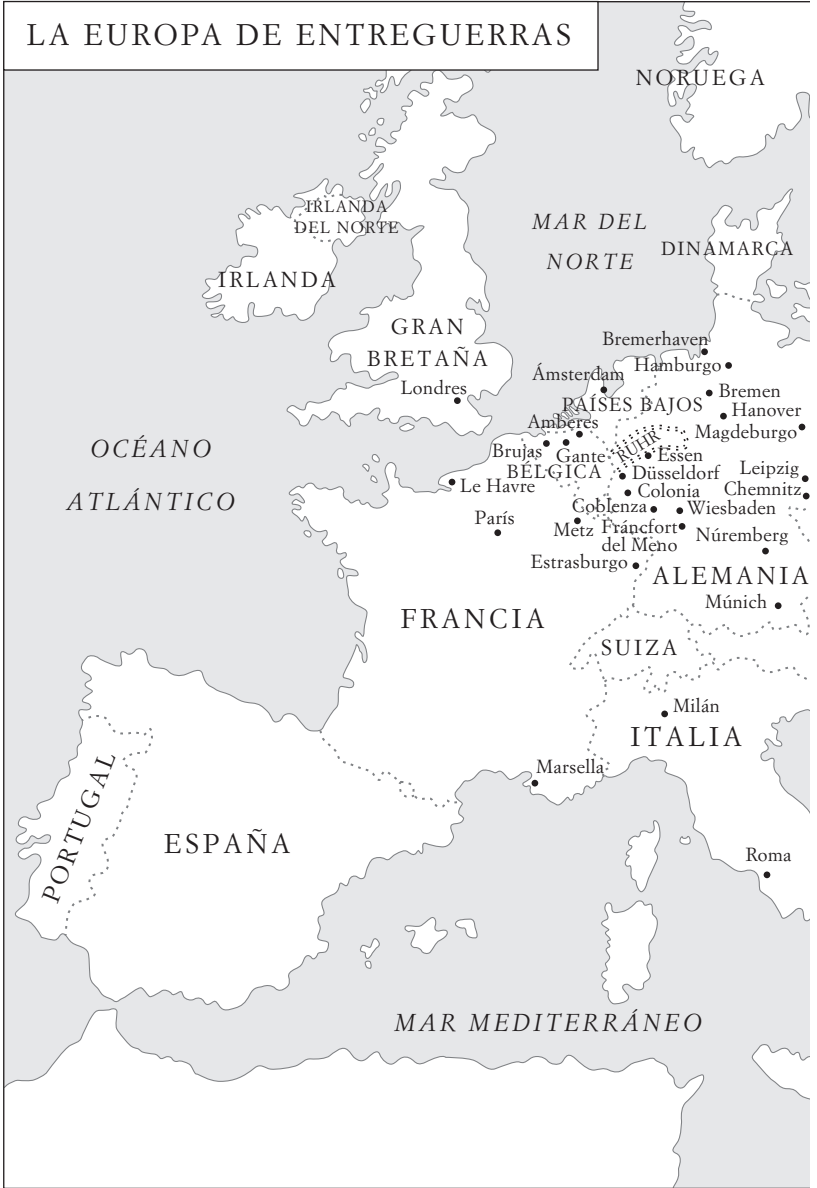 LA EUROPA DE ENTREGUERRAS
NORUEGA
IRLANDA
DEL NORTE
MAR DEL
NORTE
DINAMARCA
IRLANDA
GRAN
BRETAÑA
Londres
Bremerhaven
Hamburgo
Ámsterdam
Bremen
PAÍSES BAJOS
Hanover
Amberes
Magdeburgo
OCÉANO
ATLÁNTICO
Brujas
Gante
RUHR
Essen
BÉLGICA
Düsseldorf
Leipzig
Le Havre
Colonia
Chemnitz
Coblenza
Wiesbaden
París
Metz
Fráncfort
del Meno
Núremberg
Estrasburgo
ALEMANIA
Múnich
FRANCIA
SUIZA
Milán
ITALIA
Marsella
PORTUGAL
ESPAÑA
Roma
MAR MEDITERRÁNEO